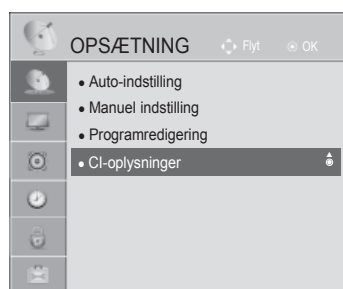 OPSÆTNING
Flyt
OK
• Auto-indstilling
• Manuel indstilling
• Programredigering
• CI-oplysninger